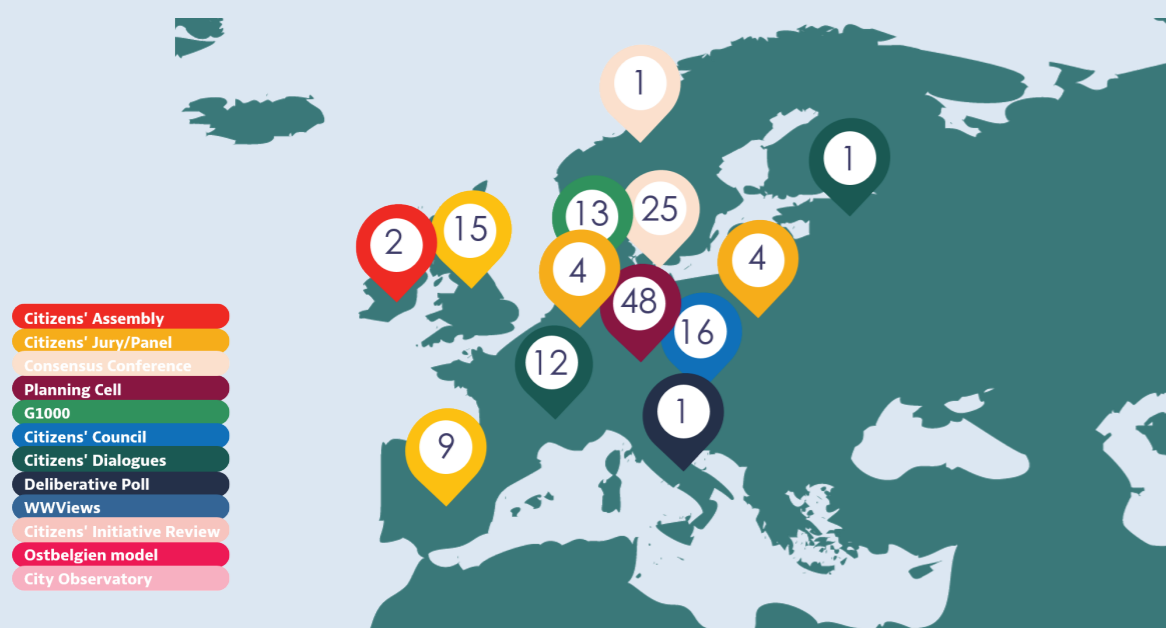 1
1
25
13
15
2
4
4
48
16
12
1
9
Citizens' Assembly
Citizens' Jury/Panel
Consensus Conference
Planning Cell
G1000
Citizens' Council
Citizens' Dialogues
Deliberative Poll
WWViews
Citizens' Initiative Review
Ostbelgien model
City Observatory